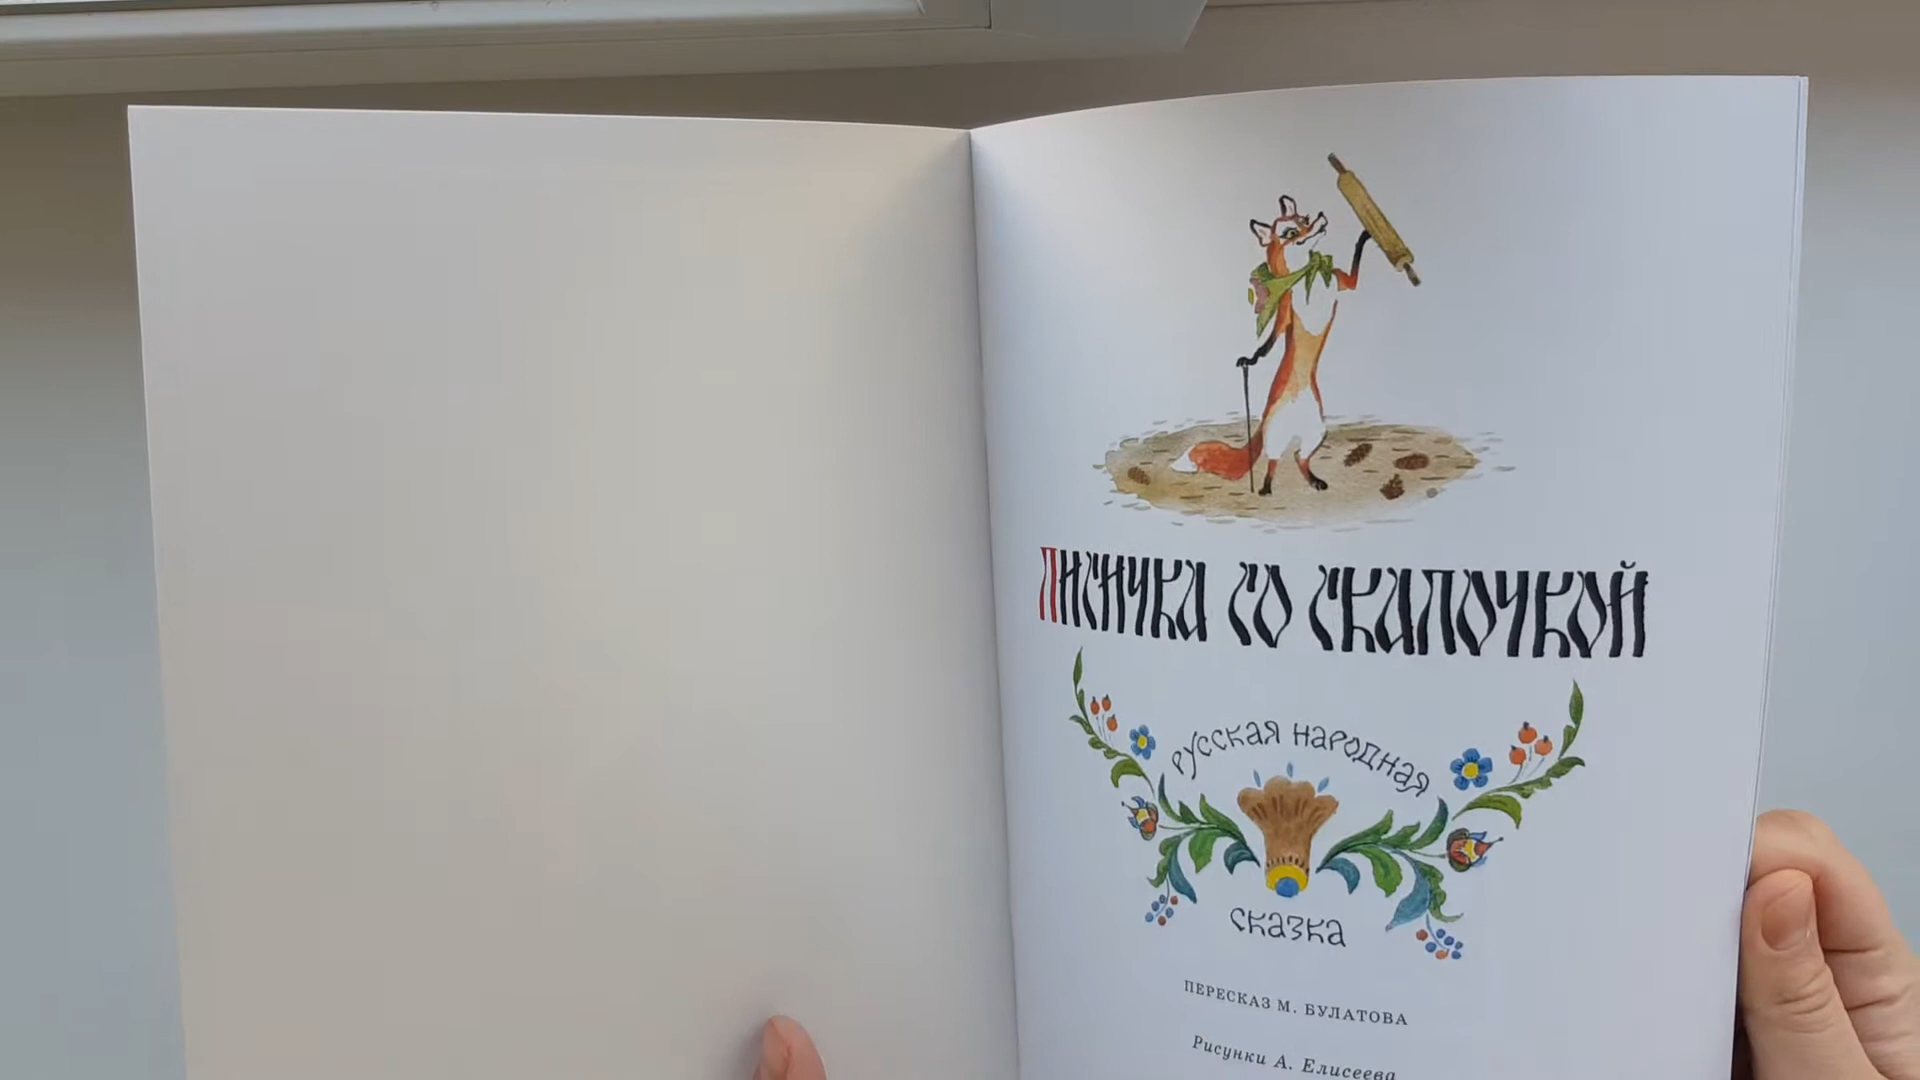 Лисичка со скалочкой
русская народная
сказка
ПЕРЕСКАЗ М. БУЛАТОВА
Рисунки А. Елисеева